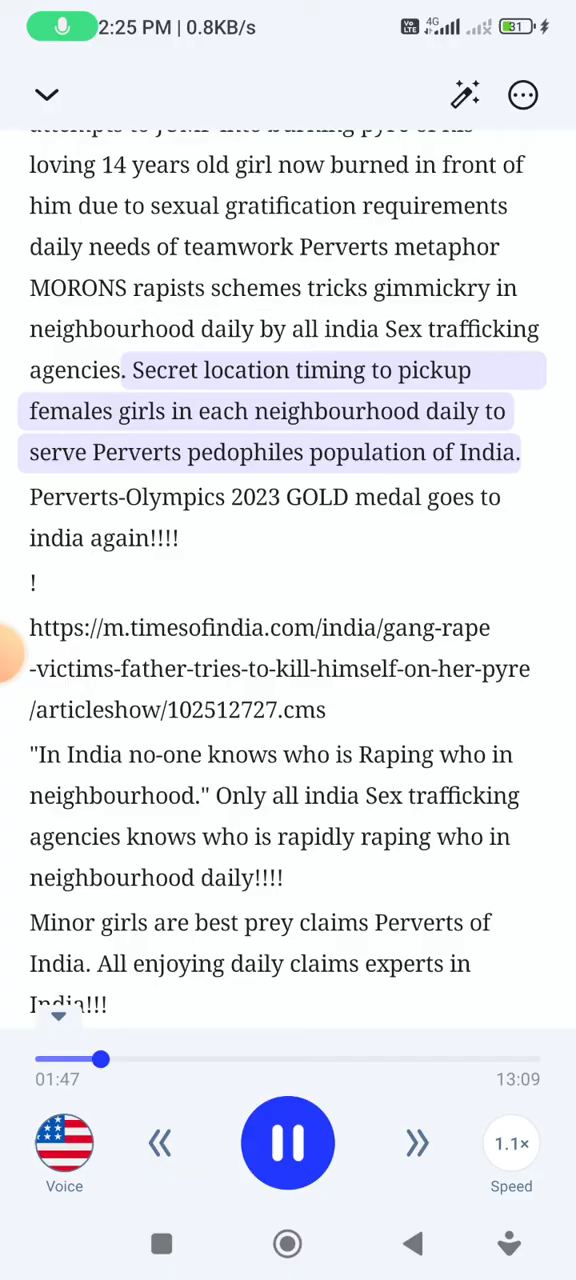 2:25 PM | 0.8KB/s
Vo LTE 4G 31
loving 14 years old girl now burned in front of
him due to sexual gratification requirements
daily needs of teamwork Perverts metaphor
MORONS rapists schemes tricks gimmickry in
neighbourhood daily by all india Sex trafficking
agencies. Secret location timing to pickup
females girls in each neighbourhood daily to
serve Perverts pedophiles population of India.
Perverts-Olympics 2023 GOLD medal goes to
india again!!!!
!
https://m.timesofindia.com/india/gang-rape
-victims-father-tries-to-kill-himself-on-her-pyre
/articleshow/102512727.cms
"In India no-one knows who is Raping who in
neighbourhood." Only all india Sex trafficking
agencies knows who is rapidly raping who in
neighbourhood daily!!!!
Minor girls are best prey claims Perverts of
India. All enjoying daily claims experts in
India!!!
01:47
13:09
1.1×
Voice
Speed